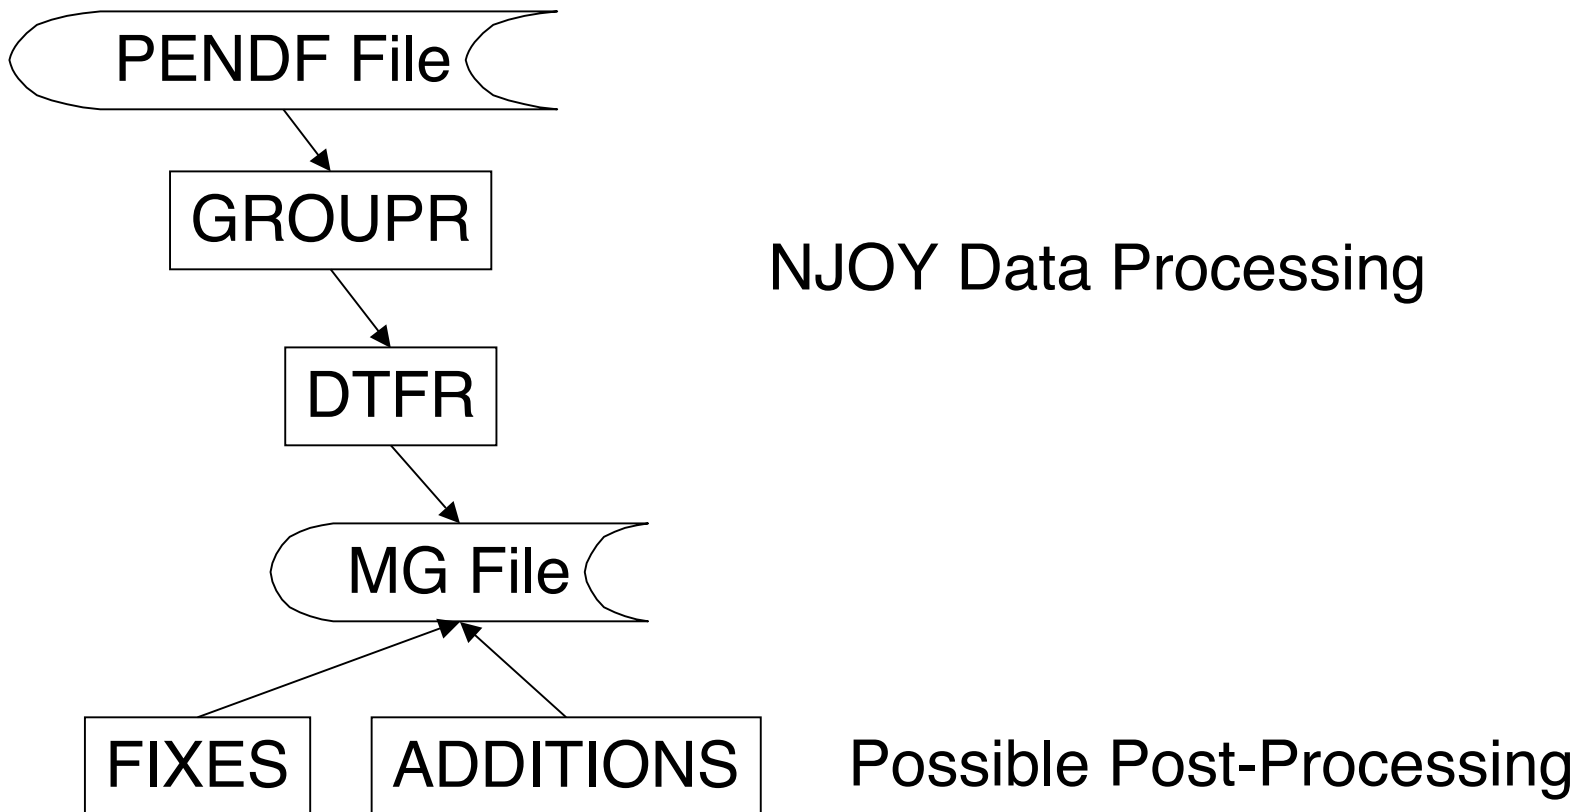 PENDF File
GROUPR
NJOY Data Processing
DTFR
MG File
FIXES
ADDITIONS
Possible Post-Processing